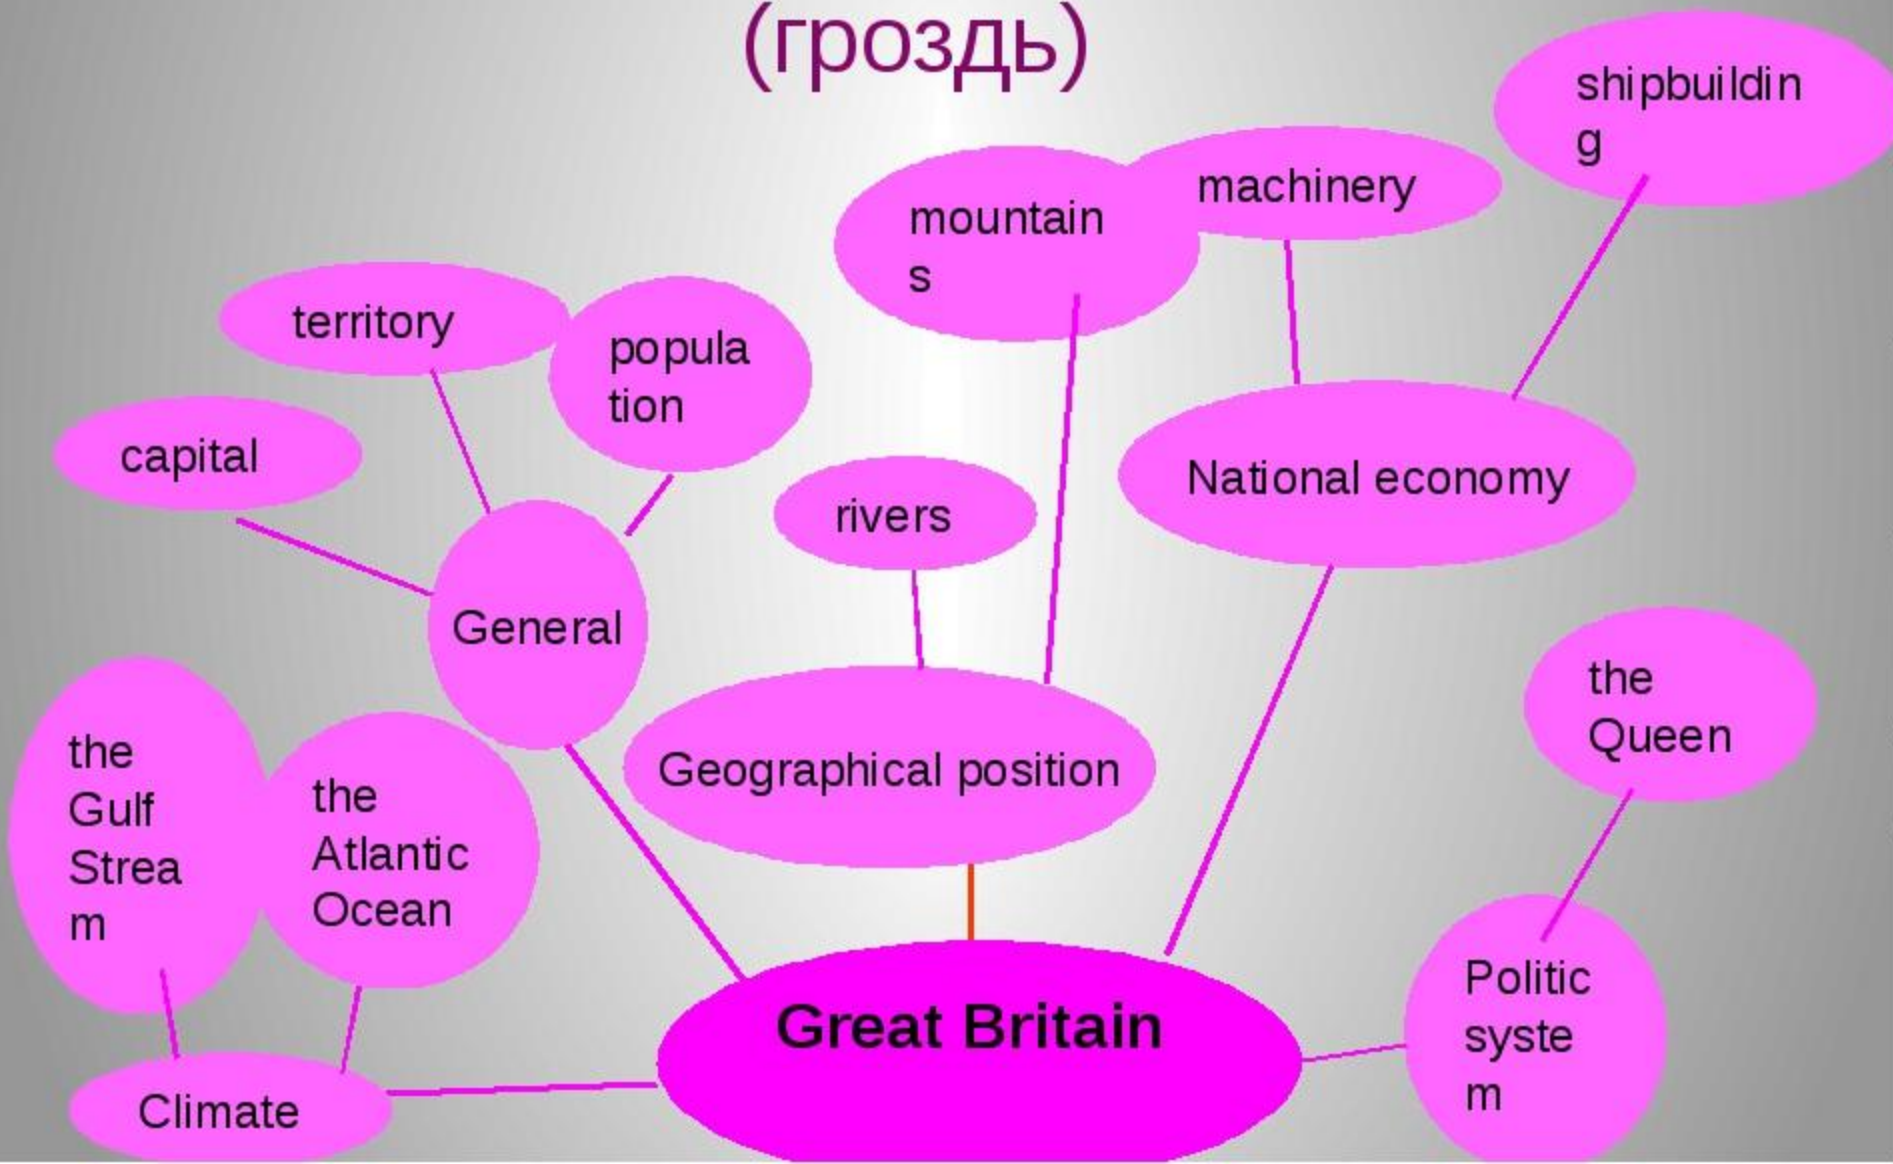 (гроздь)
shipbuildin
g
machinery
mountain
s
territory
popula
tion
capital
National economy
rivers
General
the
Queen
the
Gulf
Strea
m
the
Atlantic
Ocean
Geographical position
Politic
syste
m
Great Britain
Climate